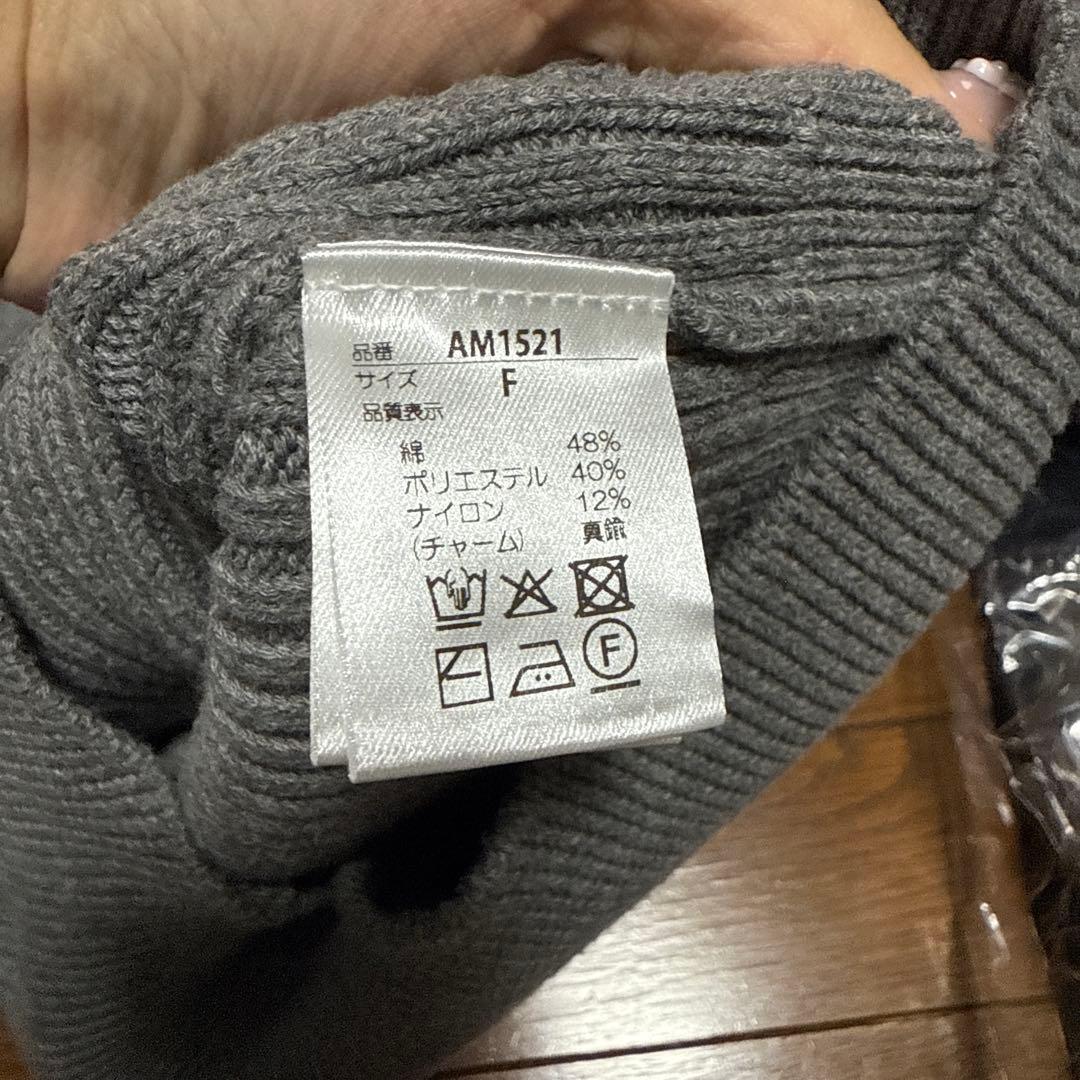 品番 AM1521
サイズ F
品質表示
綿 48%
ポリエステル 40%
ナイロン 12%
(チャーム) 真鍮
F